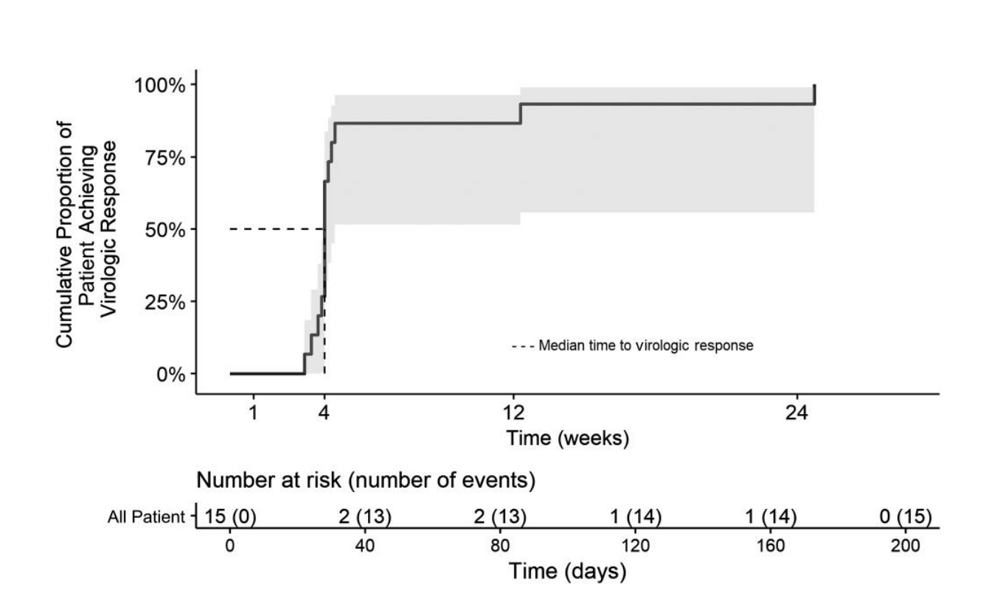 100%
75%
50%
25%
0%
Cumulative Proportion of
Patient Achieving
Virologic Response
--- Median time to virologic response
1 4 12 24
Time (weeks)
Number at risk (number of events)
All Patient 15 (0) 2 (13) 2 (13) 1 (14) 1 (14) 0 (15)
0 40 80 120 160 200
Time (days)